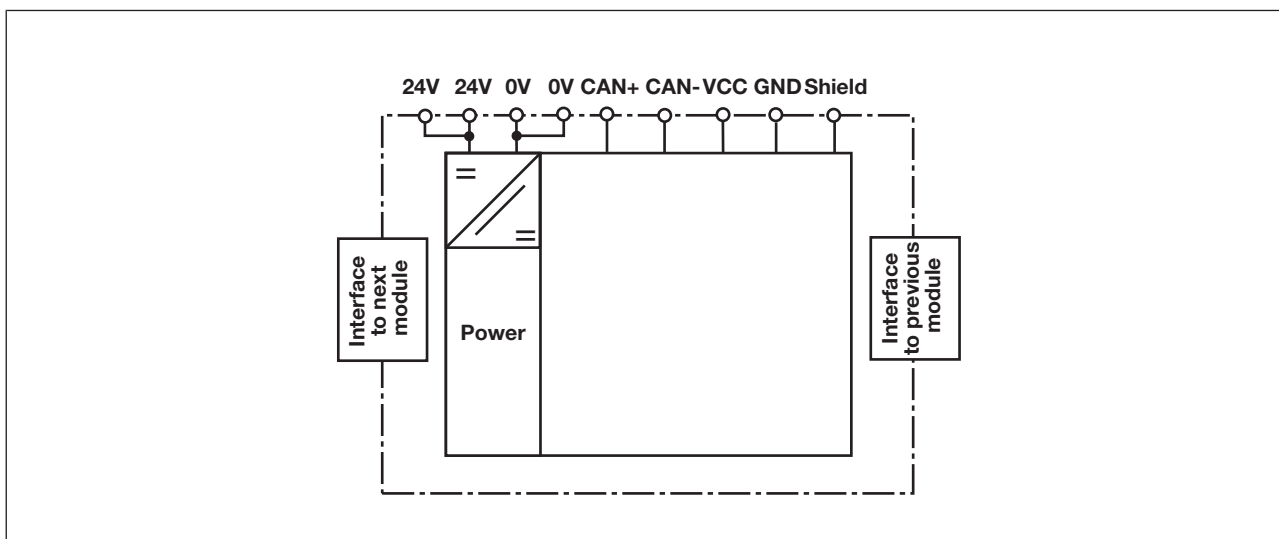 24V 24V 0V 0V CAN+ CAN- VCC GND Shield
Interface
to next
module
Power
Interface
to previous
module